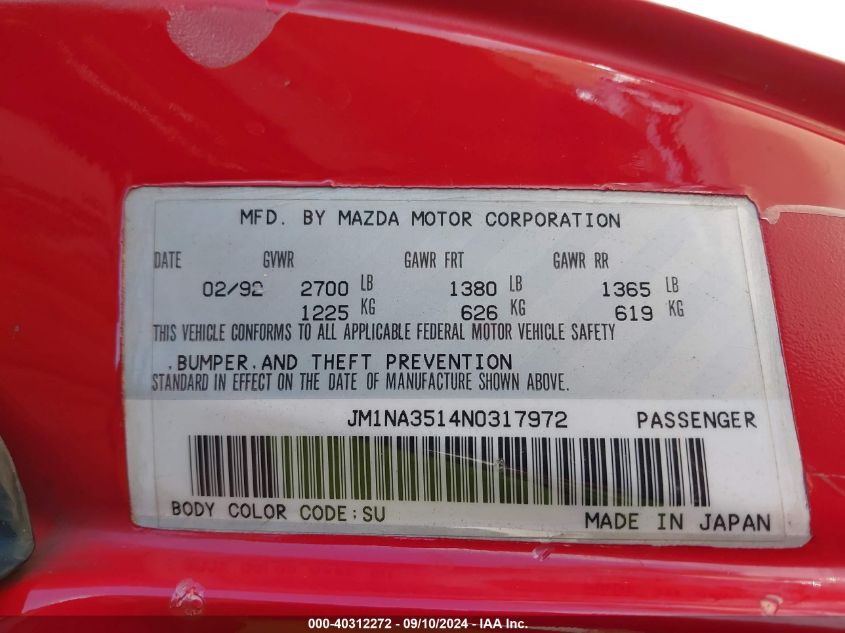 MFD. BY MAZDA MOTOR CORPORATION
DATE GVWR GAWR FRT GAWR RR
02/92 2700 LB 1380 LB 1365 LB
1225 KG 626 KG 619 KG
THIS VEHICLE CONFORMS TO ALL APPLICABLE FEDERAL MOTOR VEHICLE SAFETY
,BUMPER,AND THEFT PREVENTION
STANDARD IN EFFECT ON THE DATE OF MANUFACTURE SHOWN ABOVE.
JM1NA3514N0317972 PASSENGER
BODY COLOR CODE:SU
MADE IN JAPAN
000-40312272 - 09/10/2024 - IAA Inc.